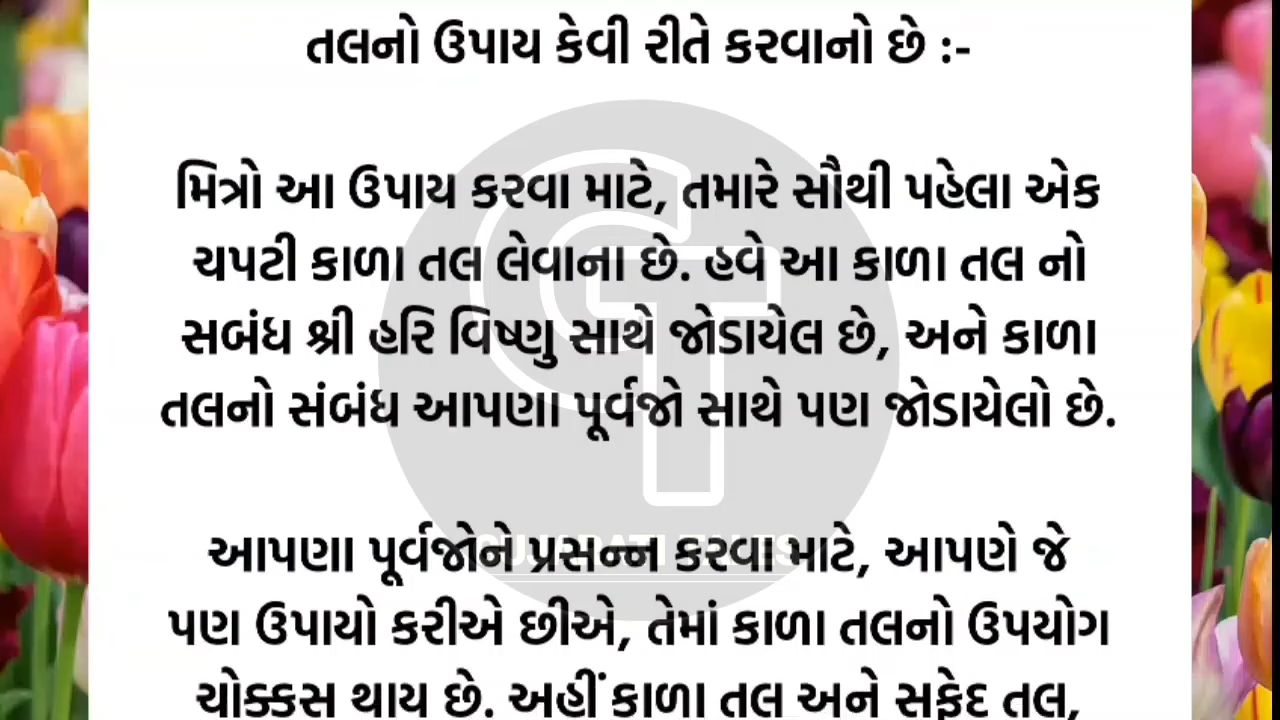 તલનો ઉપાય કેવી રીતે કરવાનો છે :-
મિત્રો આ ઉપાય કરવા માટે, તમારે સૌથી પહેલા એક
ચપટી કાળા તલ લેવાના છે. હવે આ કાળા તલ નો
સબંધ શ્રી હરિ વિષ્ણુ સાથે જોડાયેલ છે, અને કાળા
તલનો સંબંધ આપણા પૂર્વજો સાથે પણ જોડાયેલો છે.
આપણા પૂર્વજોને પ્રસન્ન કરવા માટે, આપણે જે
પણ ઉપાયો કરીએ છીએ, તેમાં કાળા તલનો ઉપયોગ
ચોક્કસ થાય છે. અહીં કાળા તલ અને સફેદ તલ,